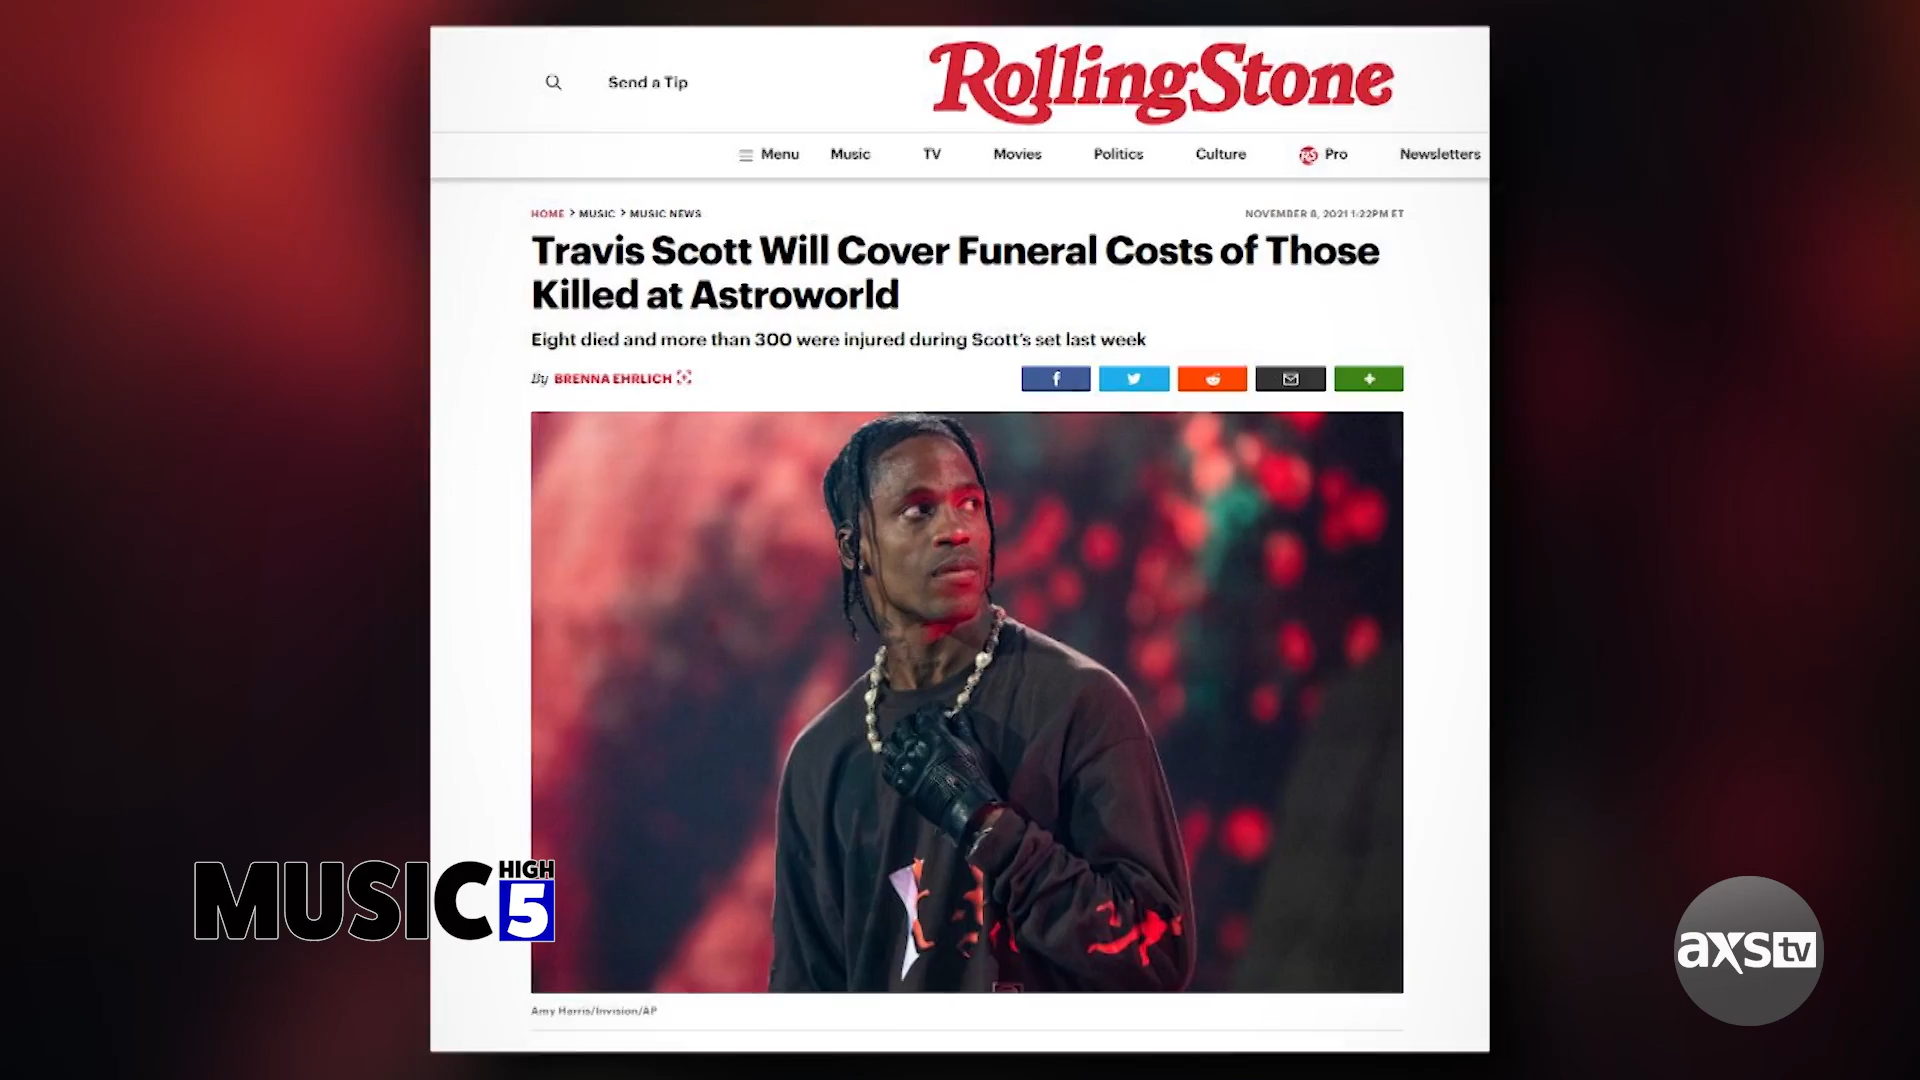 RollingStone
Send a Tip
Menu Music TV Movies Politics Culture RS Pro Newsletters
HOME > MUSIC > MUSIC NEWS
NOVEMBER 8, 2021 1:22PM ET
Travis Scott Will Cover Funeral Costs of Those
Killed at Astroworld
Eight died and more than 300 were injured during Scott's set last week
By BRENNA EHRLICH
f
MUSIC HIGH 5
axs tv
Amy Harris/Invision/AP